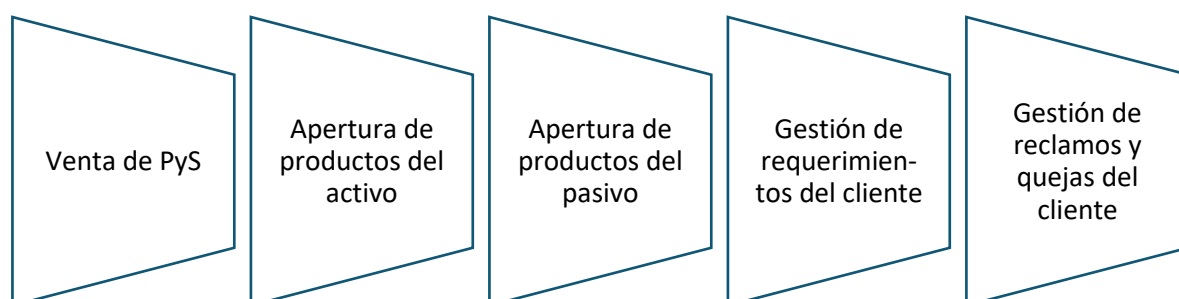 Venta de PyS
Apertura de
productos del
activo
Apertura de
productos del
pasivo
Gestión de
requerimien-
tos del cliente
Gestión de
reclamos y
quejas del
cliente